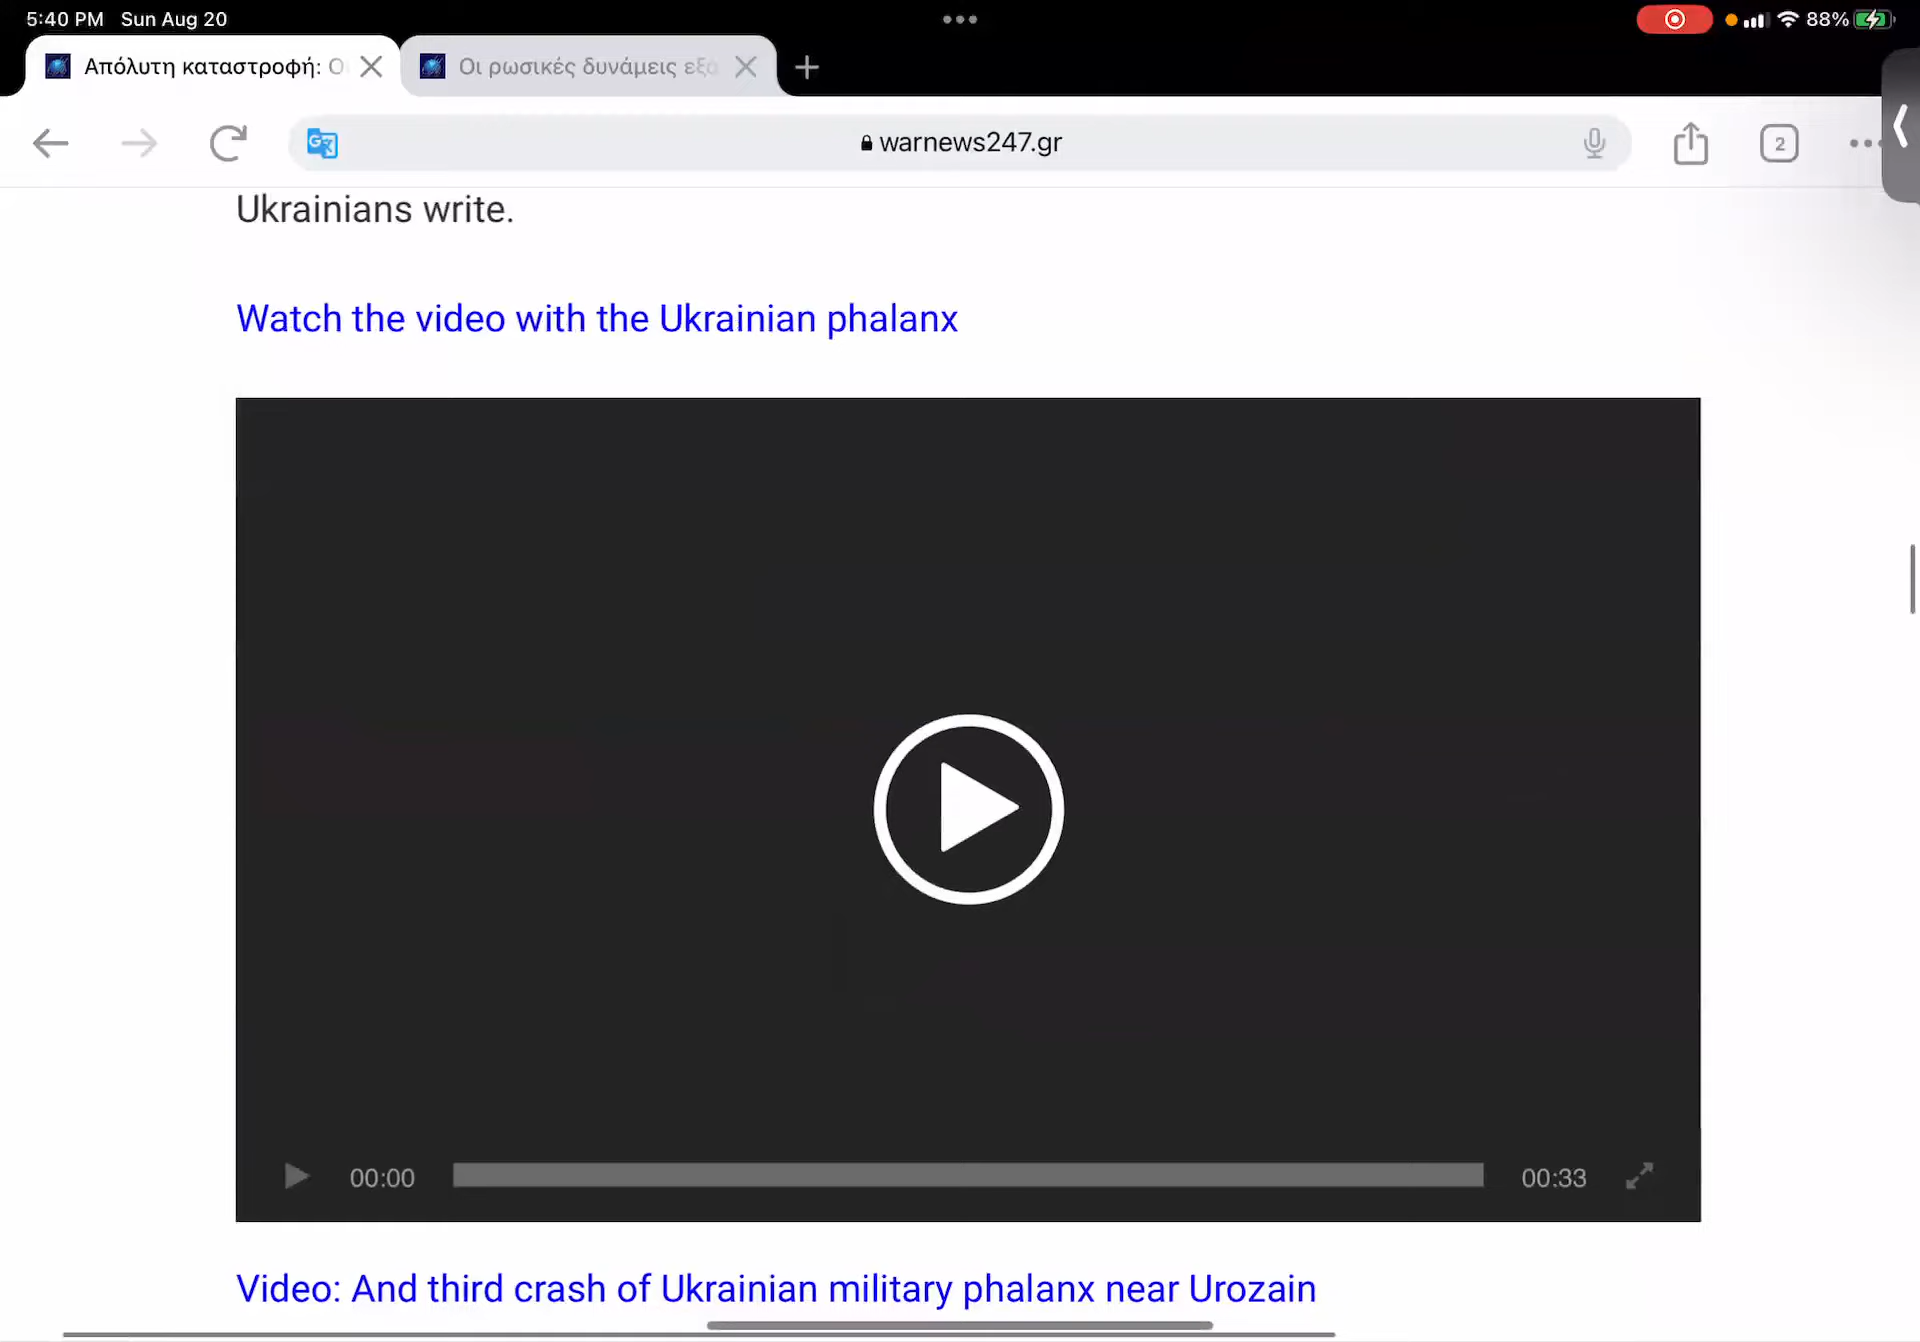 5:40 PM Sun Aug 20
88%
Απόλυτη καταστροφή: Ο
Οι ρωσικές δυνάμεις εξα
warnews247.gr
2
Ukrainians write.
Watch the video with the Ukrainian phalanx
00:00
00:33
Video: And third crash of Ukrainian military phalanx near Urozain